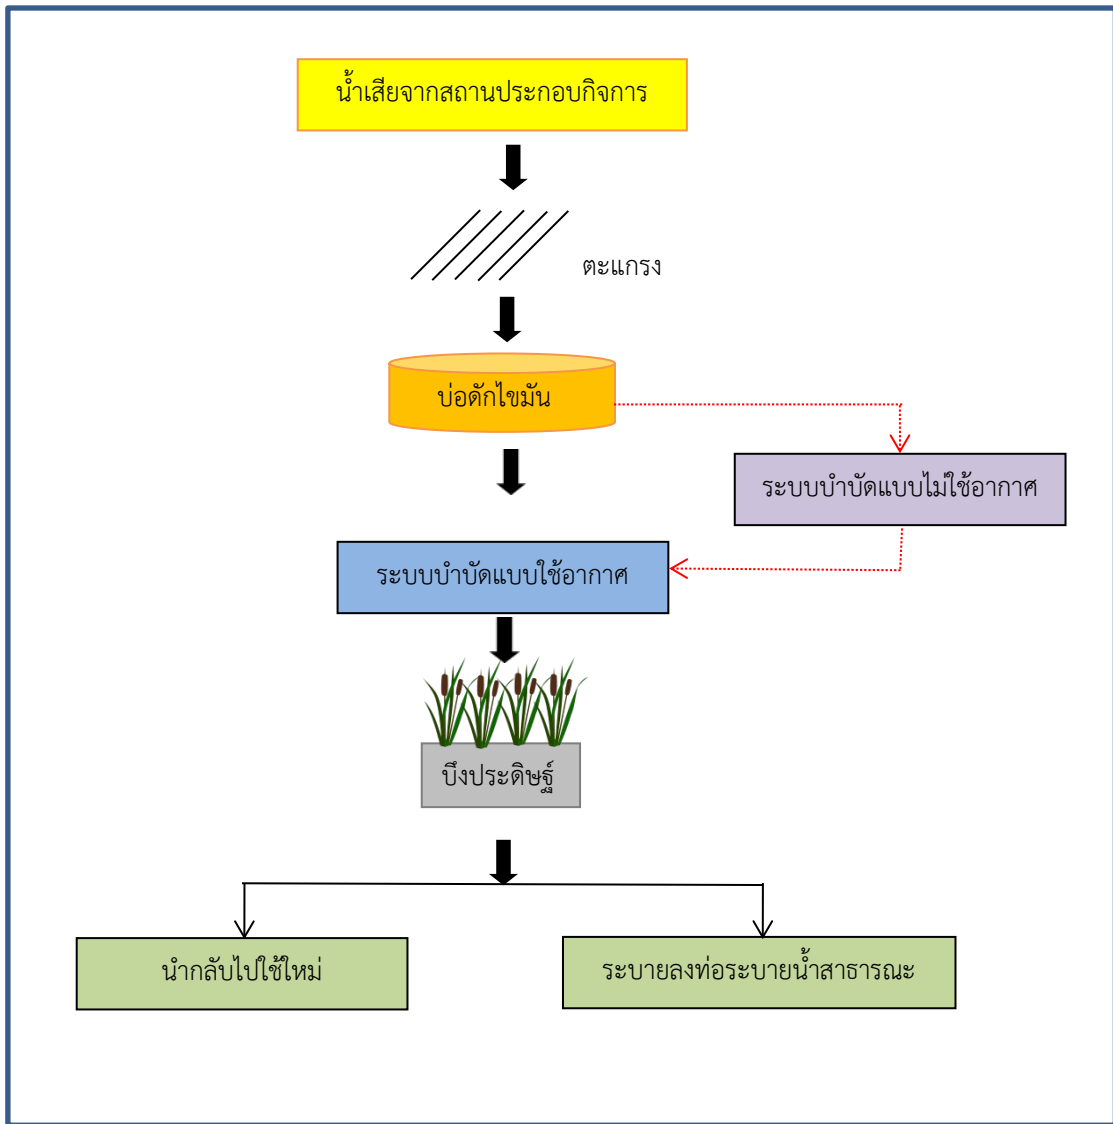 น้ำเสียจากสถานประกอบกิจการ
ตะแกรง
บ่อดักไขมัน
ระบบบำบัดแบบไม่ใช้อากาศ
ระบบบำบัดแบบใช้อากาศ
บึงประดิษฐ์
นำกลับไปใช้ใหม่
ระบายลงท่อระบายน้ำสาธารณะ